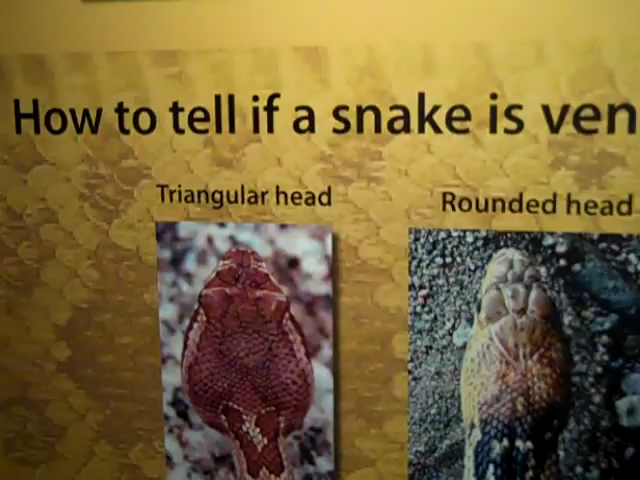 How to tell if a snake is ven
Triangular head
Rounded head